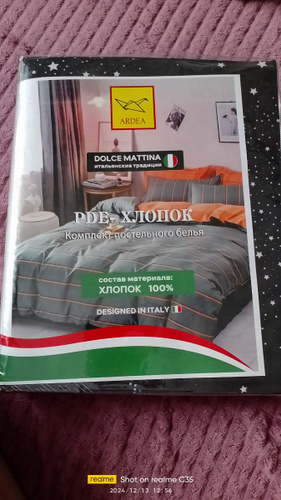 ARDEA
DOLCE MATTINA
итальянские традиции
PDE- ХЛОПОК
Комплект постельного белья
состав материала:
ХЛОПОК 100%
DESIGNED IN ITALY
realme Shot on realme C35
2024/12/13 12:56